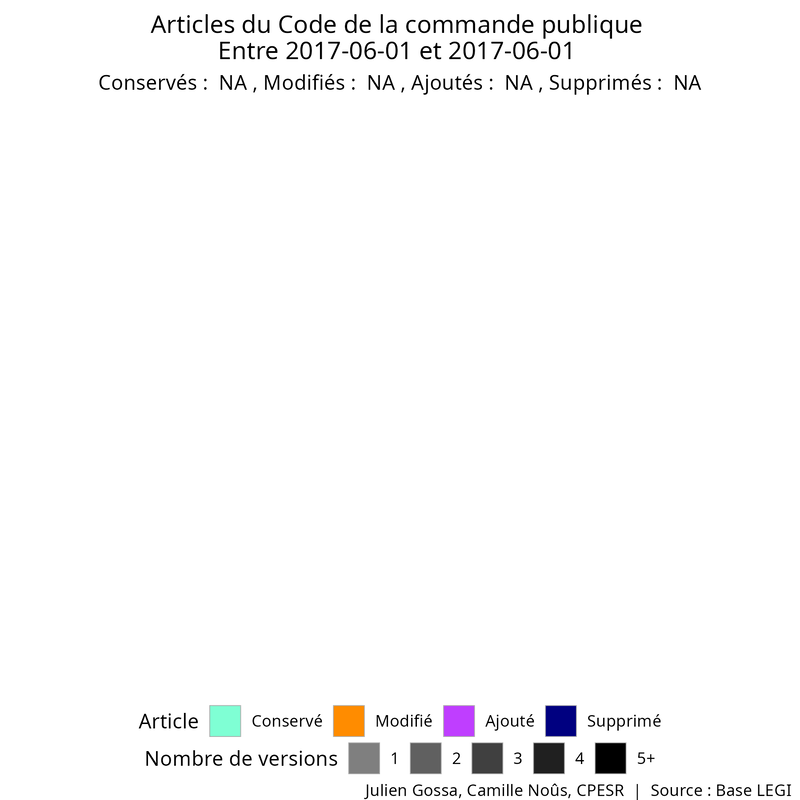 Articles du Code de la commande publique
Entre 2017-06-01 et 2017-06-01
Conservés :  NA , Modifiés :  NA , Ajoutés :  NA , Supprimés :  NA
Article Conservé Modifié Ajouté Supprimé
Nombre de versions 1 2 3 4 5+
Julien Gossa, Camille Noûs, CPESR  |  Source : Base LEGI